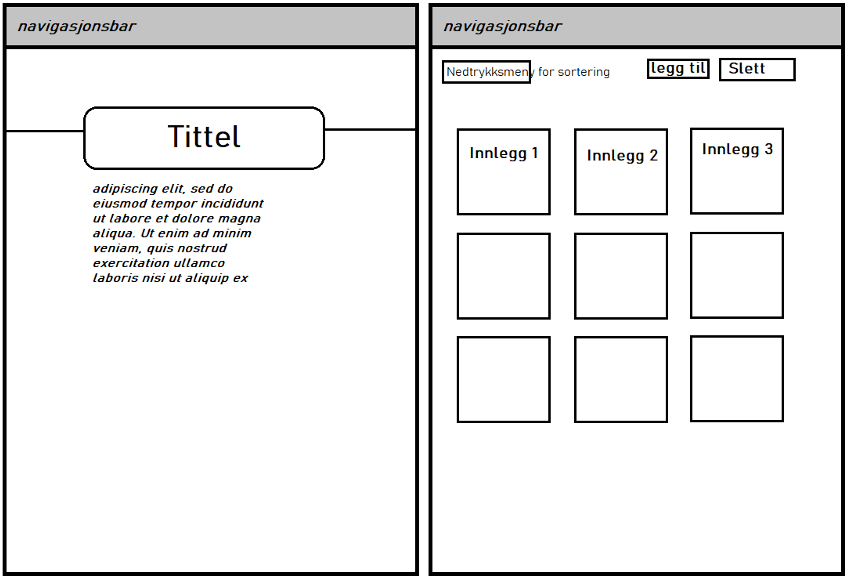 navigasjonsbar
Tittel
adipiscing elit, sed do
eiusmod tempor incididunt
ut labore et dolore magna
aliqua. Ut enim ad minim
veniam, quis nostrud
exercitation ullamco
laboris nisi ut aliquip ex
navigasjonsbar
Nedtrykksmeny for sortering
legg til
Slett
Innlegg 1
Innlegg 2
Innlegg 3